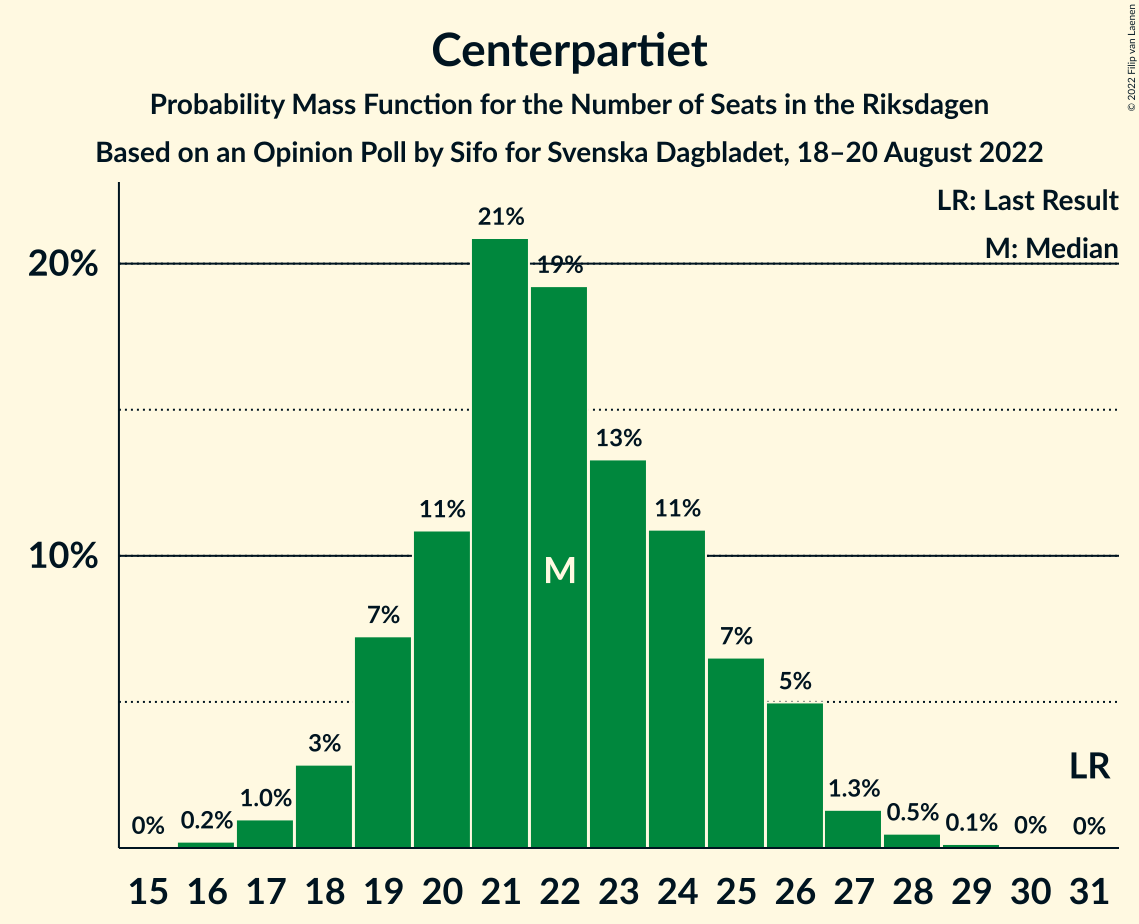 Centerpartiet
Probability Mass Function for the Number of Seats in the Riksdagen
Based on an Opinion Poll by Sifo for Svenska Dagbladet, 18–20 August 2022
© 2022 Filip van Laenen
LR: Last Result
M: Median
20%
10%
0%
0.2%
1.0%
3%
7%
11%
21%
19%
13%
11%
7%
5%
1.3%
0.5%
0.1%
0%
0%
M
LR
15 16 17 18 19 20 21 22 23 24 25 26 27 28 29 30 31